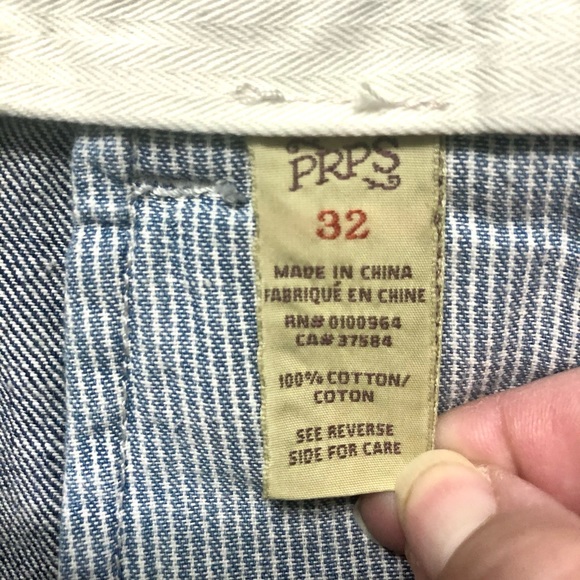 PRPS
32
MADE IN CHINA
FABRIQUÉ EN CHINE
RN# 0100964
CA# 37584
100% COTTON/
COTON
SEE REVERSE
SIDE FOR CARE